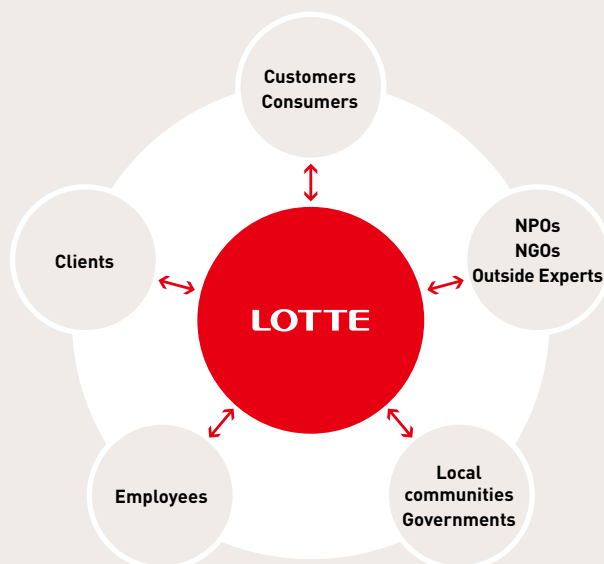 Customers
Consumers
Clients
NPOs
NGOs
Outside Experts
LOTTE
Employees
Local
communities
Governments